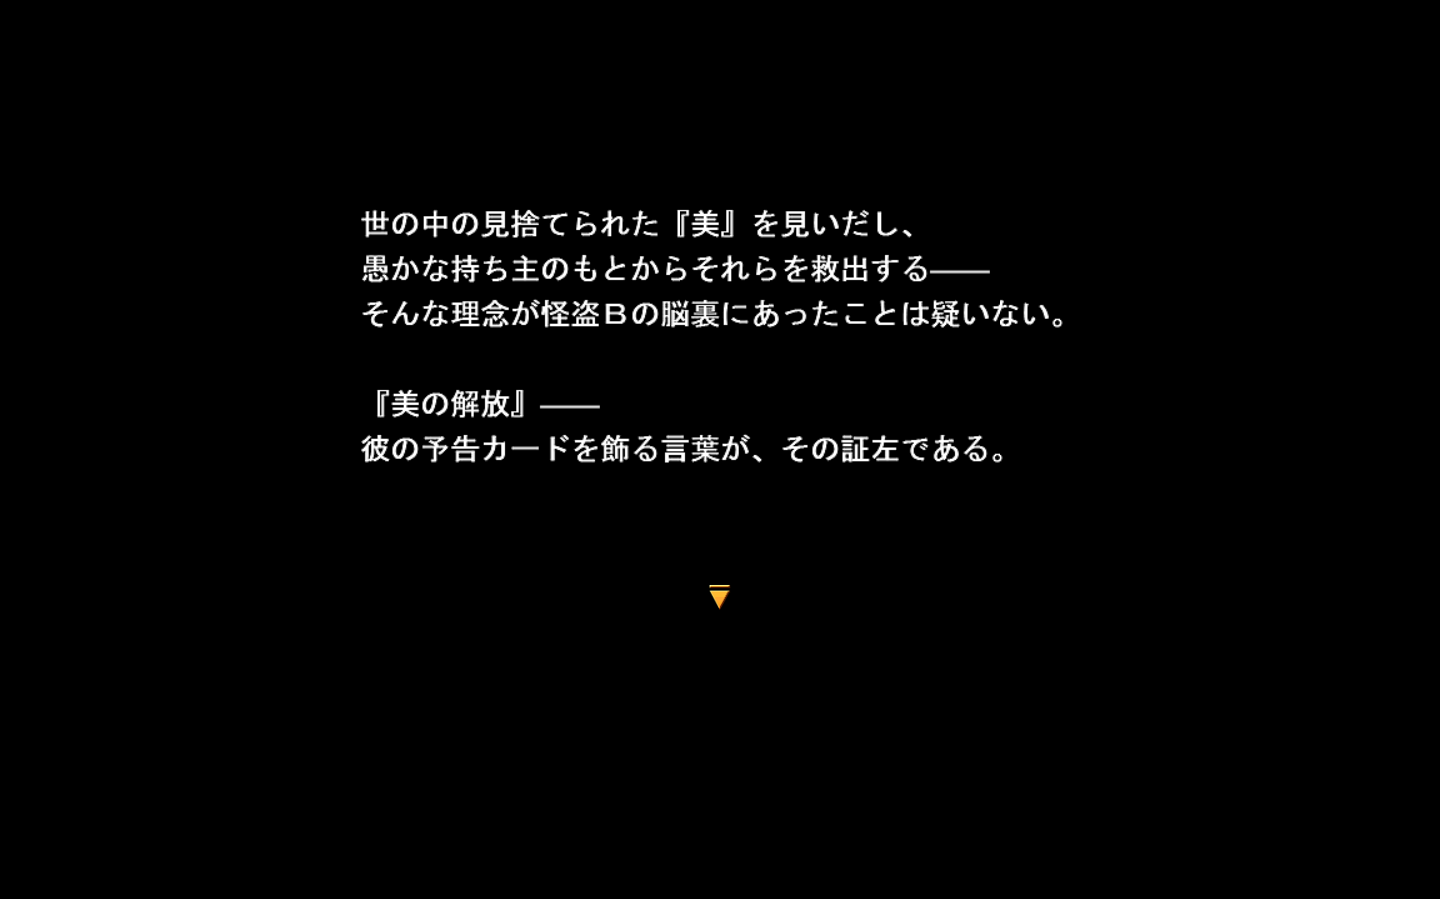 世の中の見捨てられた『美』を見いだし、
愚かな持ち主のもとからそれらを救出する――
そんな理念が怪盗Ｂの脳裏にあったことは疑いない。
『美の解放』――
彼の予告カードを飾る言葉が、その証左である。